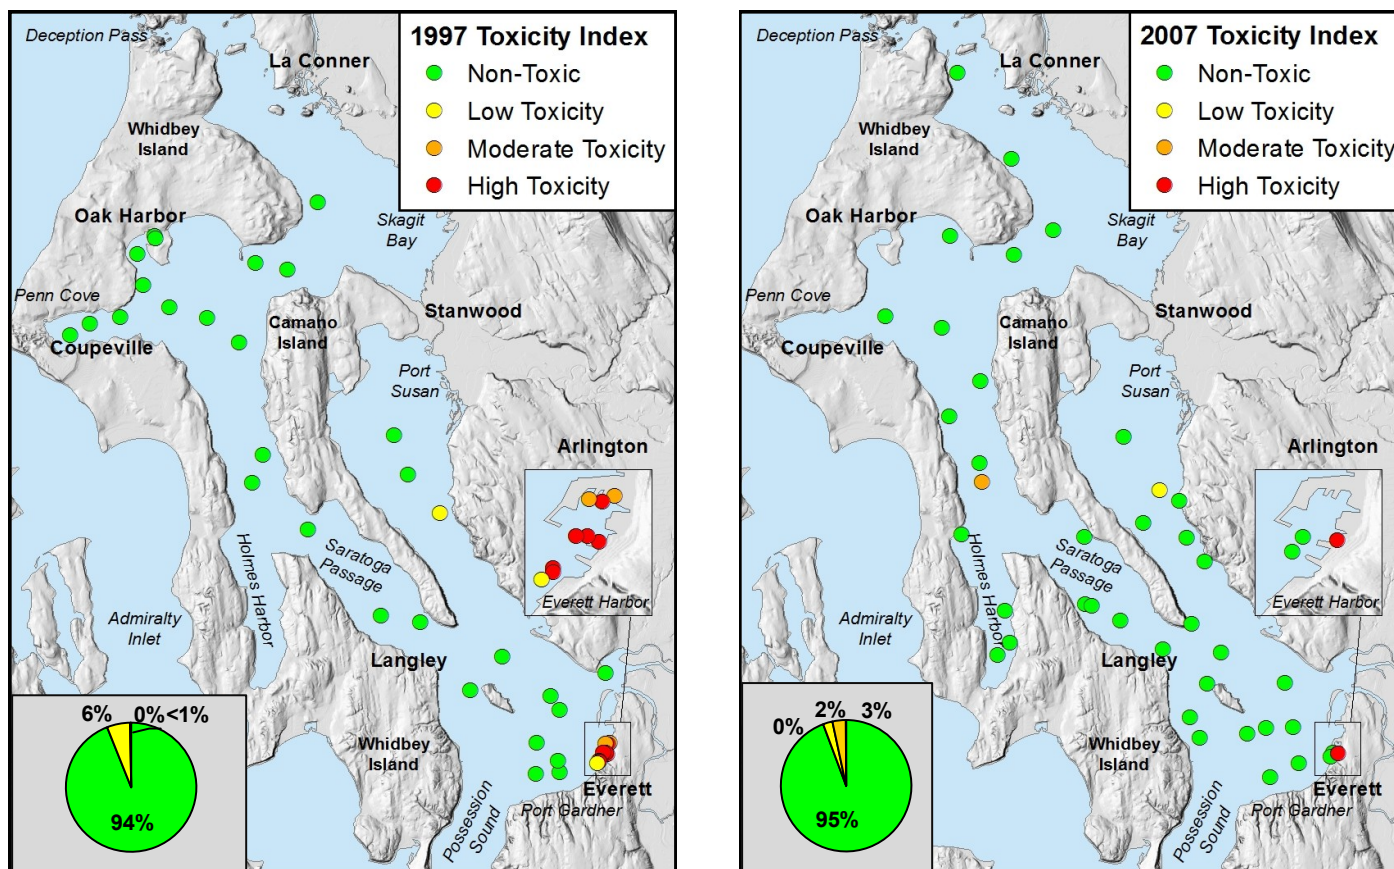 Deception Pass
1997 Toxicity Index
La Conner
Non-Toxic
Low Toxicity
Whidbey
Island
Moderate Toxicity
High Toxicity
Oak Harbor
Skagit
Bay
Penn Cove
Stanwood
Camano
Island
Coupeville
Port
Susan
Arlington
Holmes Harbor
Saratoga
Passage
Everett Harbor
Admiralty
Inlet
Langley
6%
0%
<1%
94%
Whidbey
Island
Everett
Port Gardner
Possession
Sound
Deception Pass
2007 Toxicity Index
La Conner
Non-Toxic
Low Toxicity
Whidbey
Island
Moderate Toxicity
High Toxicity
Oak Harbor
Skagit
Bay
Penn Cove
Stanwood
Camano
Island
Coupeville
Port
Susan
Arlington
Holmes Harbor
Saratoga
Passage
Everett Harbor
Admiralty
Inlet
Langley
0%
2%
3%
95%
Whidbey
Island
Everett
Port Gardner
Possession
Sound